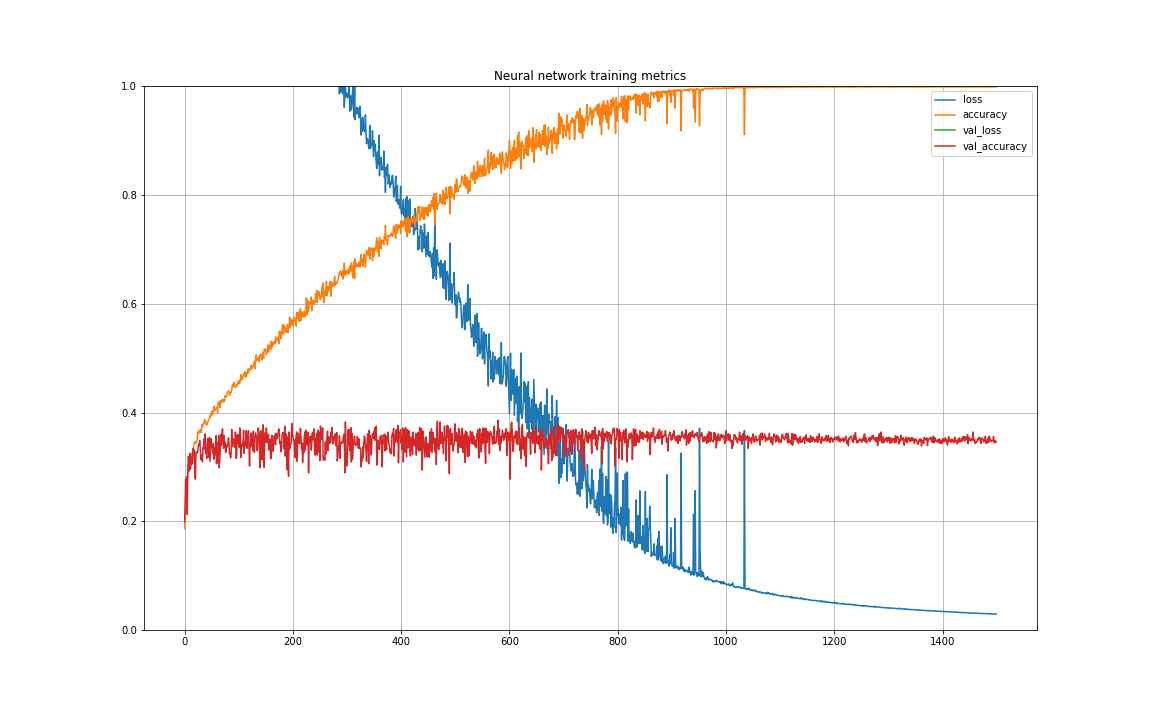 Neural network training metrics
1.0
loss
accuracy
val_loss
val_accuracy
0.8
0.6
0.4
0.2
0.0
0 200 400 600 800 1000 1200 1400